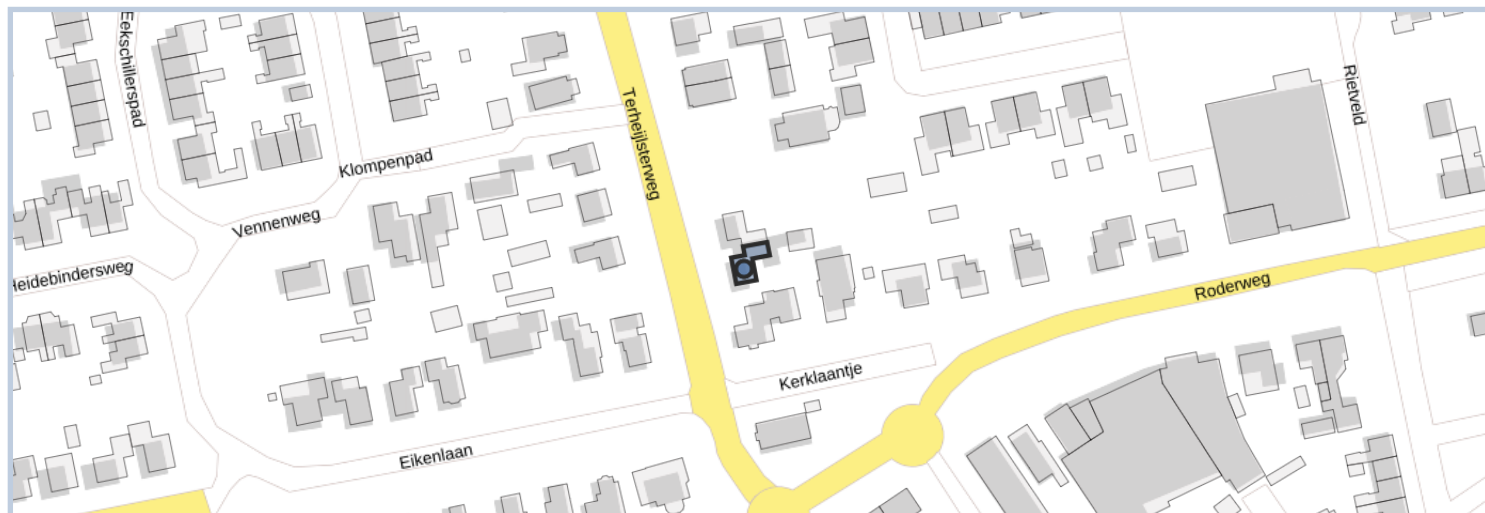 Eekschillerspad
Terheijlsterweg
Rietveld
Klompenpad
Vennenweg
Heidebindersweg
Roderweg
Kerklaantje
Eikenlaan